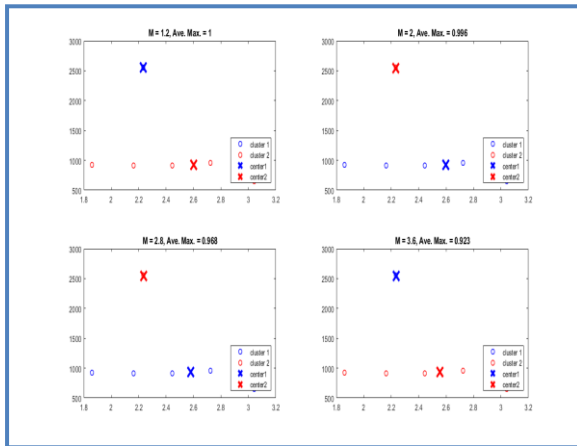 M = 1.2, Ave. Max. = 1
3000
2500
2000
1500
1000
500
1.8 2 2.2 2.4 2.6 2.8 3 3.2
cluster 1
cluster 2
center1
center2
M = 2, Ave. Max. = 0.996
3000
2500
2000
1500
1000
500
1.8 2 2.2 2.4 2.6 2.8 3 3.2
cluster 1
cluster 2
center1
center2
M = 2.8, Ave. Max. = 0.968
3000
2500
2000
1500
1000
500
1.8 2 2.2 2.4 2.6 2.8 3 3.2
cluster 1
cluster 2
center1
center2
M = 3.6, Ave. Max. = 0.923
3000
2500
2000
1500
1000
500
1.8 2 2.2 2.4 2.6 2.8 3 3.2
cluster 1
cluster 2
center1
center2